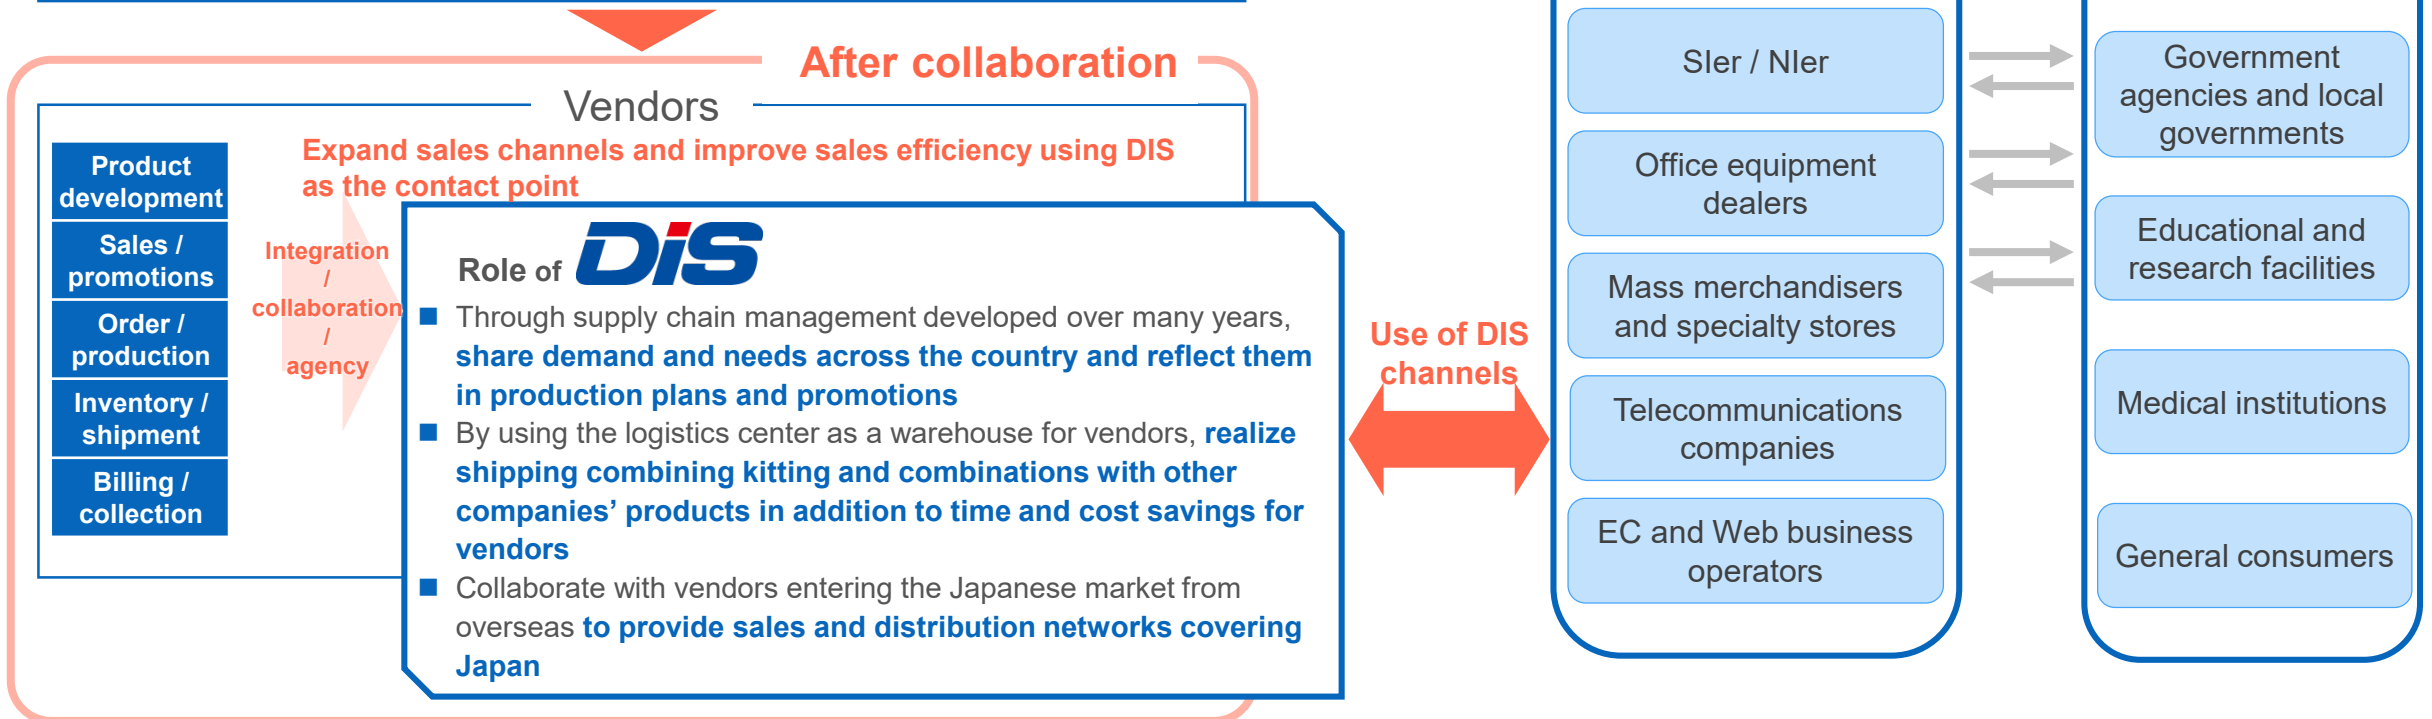 After collaboration
Vendors
Expand sales channels and improve sales efficiency using DIS
as the contact point
Product
development
Sales /
promotions
Order /
production
Inventory /
shipment
Billing /
collection
Integration
/
collaboration
/
agency
Role of DiS
Through supply chain management developed over many years,
share demand and needs across the country and reflect them
in production plans and promotions
By using the logistics center as a warehouse for vendors, realize
shipping combining kitting and combinations with other
companies’ products in addition to time and cost savings for
vendors
Collaborate with vendors entering the Japanese market from
overseas to provide sales and distribution networks covering
Japan
Use of DIS
channels
SIer / NIer
Office equipment
dealers
Mass merchandisers
and specialty stores
Telecommunications
companies
EC and Web business
operators
Government
agencies and local
governments
Educational and
research facilities
Medical institutions
General consumers